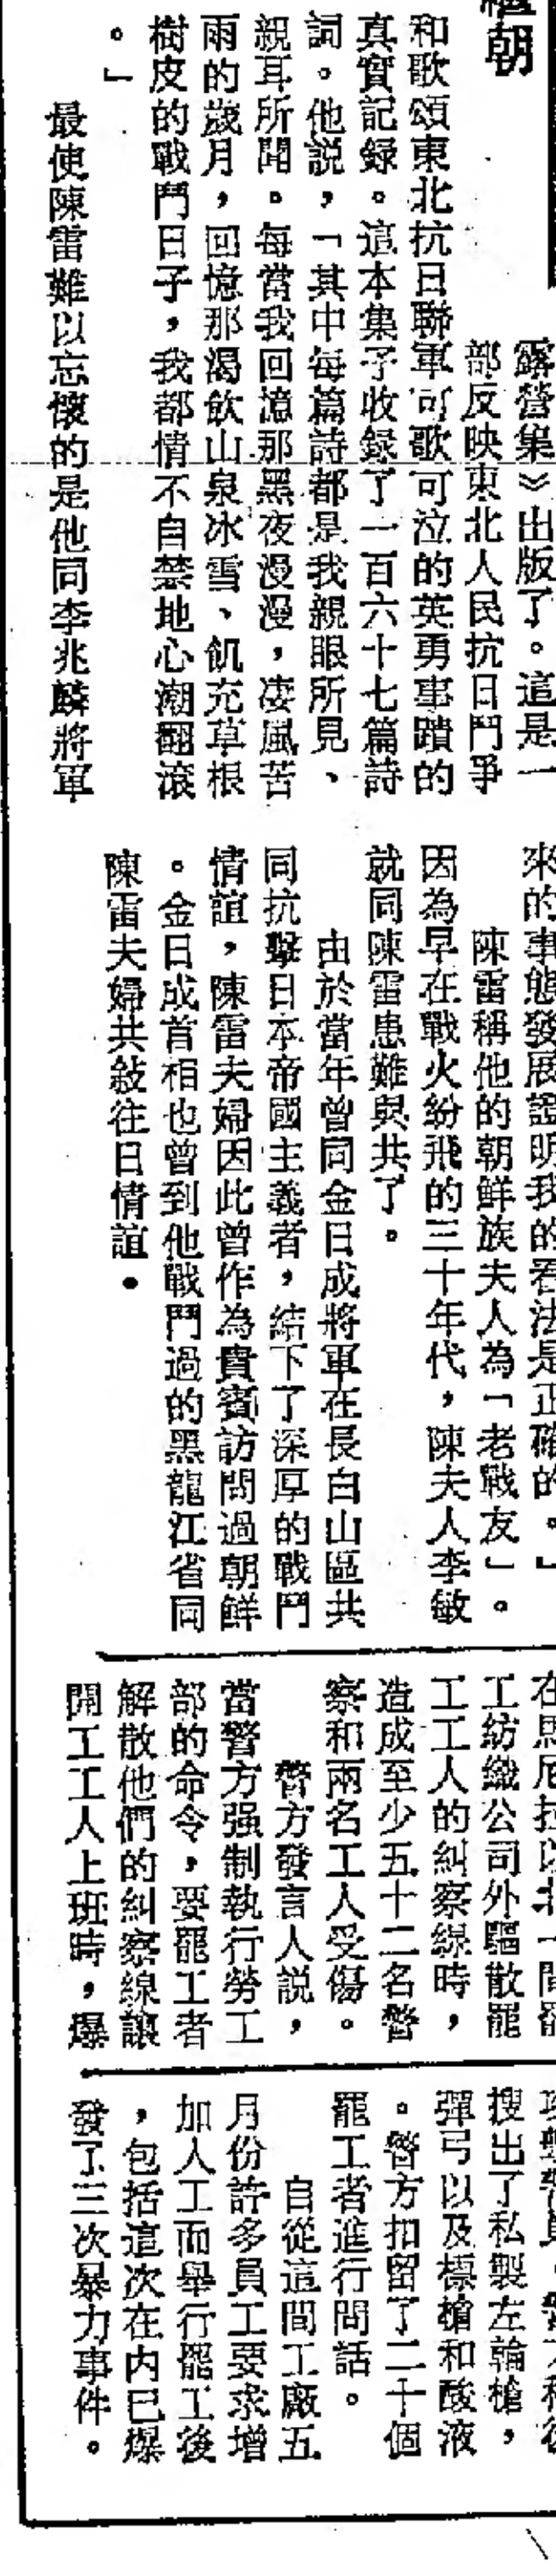 朝
露營集》出版了。這是一
部反映東北人民抗日鬥爭
和歌頌東北抗日聯軍可歌可泣的英勇事蹟的
真實記録。這本集子收録了一百六十七篇詩
詞。他説，「其中每篇詩都是我親眼所見、
親耳所聞。每當我回憶那黑夜漫漫，凄風苦
雨的歲月，回憶那渴飲山泉冰雪、飢充草根
樹皮的戰鬥日子，我都情不自禁地心潮翻滚
。」
最使陳雷難以忘懷的是他同李兆麟將軍
來的事態發展證明我的看法是正確的。」
陳雷稱他的朝鮮族夫人為「老戰友」。
因為早在戰火紛飛的三十年代，陳夫人李敏
就同陳雷患難與共了。
由於當年曾同金日成將軍在長白山區共
同抗擊日本帝國主義者，結下了深厚的戰鬥
情誼，陳雷夫婦因此曾作為貴賓訪問過朝鮮
。金日成首相也曾到他戰鬥過的黑龍江省同
陳雷夫婦共敍往日情誼。
在馬尼拉以北一間罷
工紡織公司外驅散罷
工工人的糾察線時，
造成至少五十二名警
察和兩名工人受傷。
警方發言人説，
當警方强制執行勞工
部的命令，要罷工者
解散他們的糾察線讓
開工工人上班時，爆
搜出了私製左輪槍，
彈弓以及標槍和酸液
。警方扣留了二十個
罷工者進行問話。
自從這間工廠五
月份許多員工要求增
加人工而舉行罷工後
，包括這次在内已爆
發了三次暴力事件。